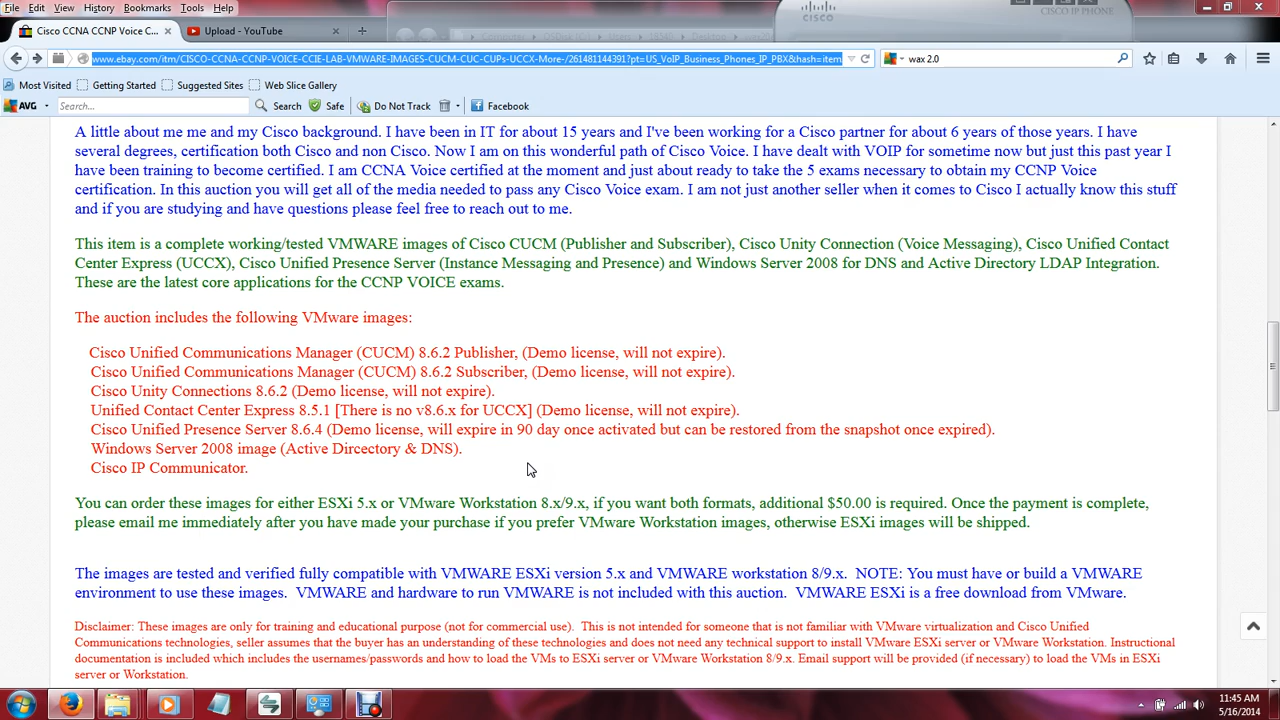 File Edit View History Bookmarks Tools Help
CISCO
CISCO IP PHONE
Cisco CCNA CCNP Voice C...
Upload - YouTube
www.ebay.com/itm/CISCO-CCNA-CCNP-VOICE-CCIE-LAB-VMWARE-IMAGES-CUCM-CUC-CUPs-UCCX-More-/261481144391?pt=US_VoIP_Business_Phones_IP_PBX&hash=item
wax 2.0
Most Visited Getting Started Suggested Sites Web Slice Gallery
AVG Search... Search Safe Do Not Track Facebook
A little about me me and my Cisco background. I have been in IT for about 15 years and I've been working for a Cisco partner for about 6 years of those years. I have
several degrees, certification both Cisco and non Cisco. Now I am on this wonderful path of Cisco Voice. I have dealt with VOIP for sometime now but just this past year I
have been training to become certified. I am CCNA Voice certified at the moment and just about ready to take the 5 exams necessary to obtain my CCNP Voice
certification. In this auction you will get all of the media needed to pass any Cisco Voice exam. I am not just another seller when it comes to Cisco I actually know this stuff
and if you are studying and have questions please feel free to reach out to me.
This item is a complete working/tested VMWARE images of Cisco CUCM (Publisher and Subscriber), Cisco Unity Connection (Voice Messaging), Cisco Unified Contact
Center Express (UCCX), Cisco Unified Presence Server (Instance Messaging and Presence) and Windows Server 2008 for DNS and Active Directory LDAP Integration.
These are the latest core applications for the CCNP VOICE exams.
The auction includes the following VMware images:
Cisco Unified Communications Manager (CUCM) 8.6.2 Publisher, (Demo license, will not expire).
Cisco Unified Communications Manager (CUCM) 8.6.2 Subscriber, (Demo license, will not expire).
Cisco Unity Connections 8.6.2 (Demo license, will not expire).
Unified Contact Center Express 8.5.1 [There is no v8.6.x for UCCX] (Demo license, will not expire).
Cisco Unified Presence Server 8.6.4 (Demo license, will expire in 90 day once activated but can be restored from the snapshot once expired).
Windows Server 2008 image (Active Dircectory & DNS).
Cisco IP Communicator.
You can order these images for either ESXi 5.x or VMware Workstation 8.x/9.x, if you want both formats, additional $50.00 is required. Once the payment is complete,
please email me immediately after you have made your purchase if you prefer VMware Workstation images, otherwise ESXi images will be shipped.
The images are tested and verified fully compatible with VMWARE ESXi version 5.x and VMWARE workstation 8/9.x. NOTE: You must have or build a VMWARE
environment to use these images. VMWARE and hardware to run VMWARE is not included with this auction. VMWARE ESXi is a free download from VMware.
Disclaimer: These images are only for training and educational purpose (not for commercial use). This is not intended for someone that is not familiar with VMware virtualization and Cisco Unified
Communications technologies, seller assumes that the buyer has an understanding of these technologies and does not need any technical support to install VMware ESXi server or VMware Workstation. Instructional
documentation is included which includes the usernames/passwords and how to load the VMs to ESXi server or VMware Workstation 8/9.x. Email support will be provided (if necessary) to load the VMs in ESXi
server or Workstation.
11:45 AM
5/16/2014